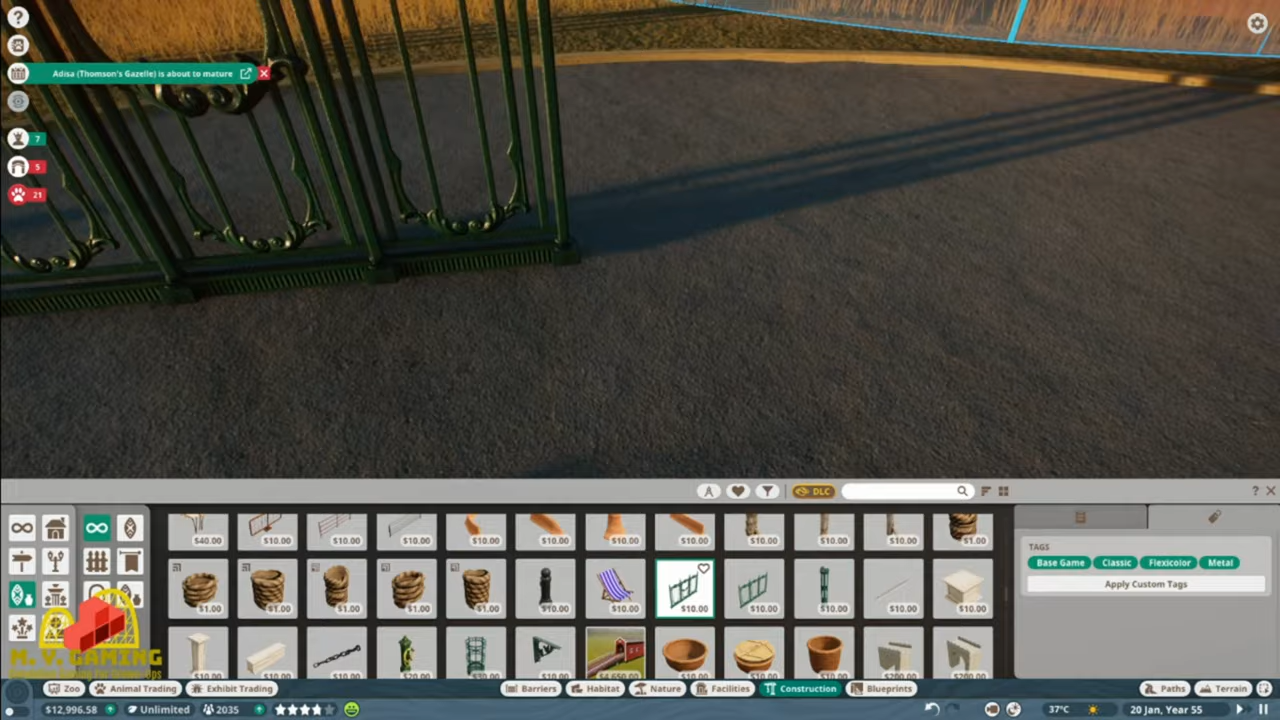 ?
Adisa (Thomson's Gazelle) is about to mature
7
5
21
DLC
? ×
$40.00 $10.00 $10.00 $10.00 $10.00 $10.00 $10.00 $10.00 $10.00 $10.00 $10.00 $1.00
$1.00 $1.00 $1.00 $1.00 $1.00 $10.00 $10.00 $10.00 $10.00 $10.00 $10.00 $10.00
TAGS
Base Game Classic Flexicolor Metal
Apply Custom Tags
M. V. GAMING
Zoo Animal Trading Exhibit Trading Barriers Habitat Nature Facilities Construction Blueprints Paths Terrain
$12,996.58 Unlimited 2035 37°C 20 Jan, Year 55